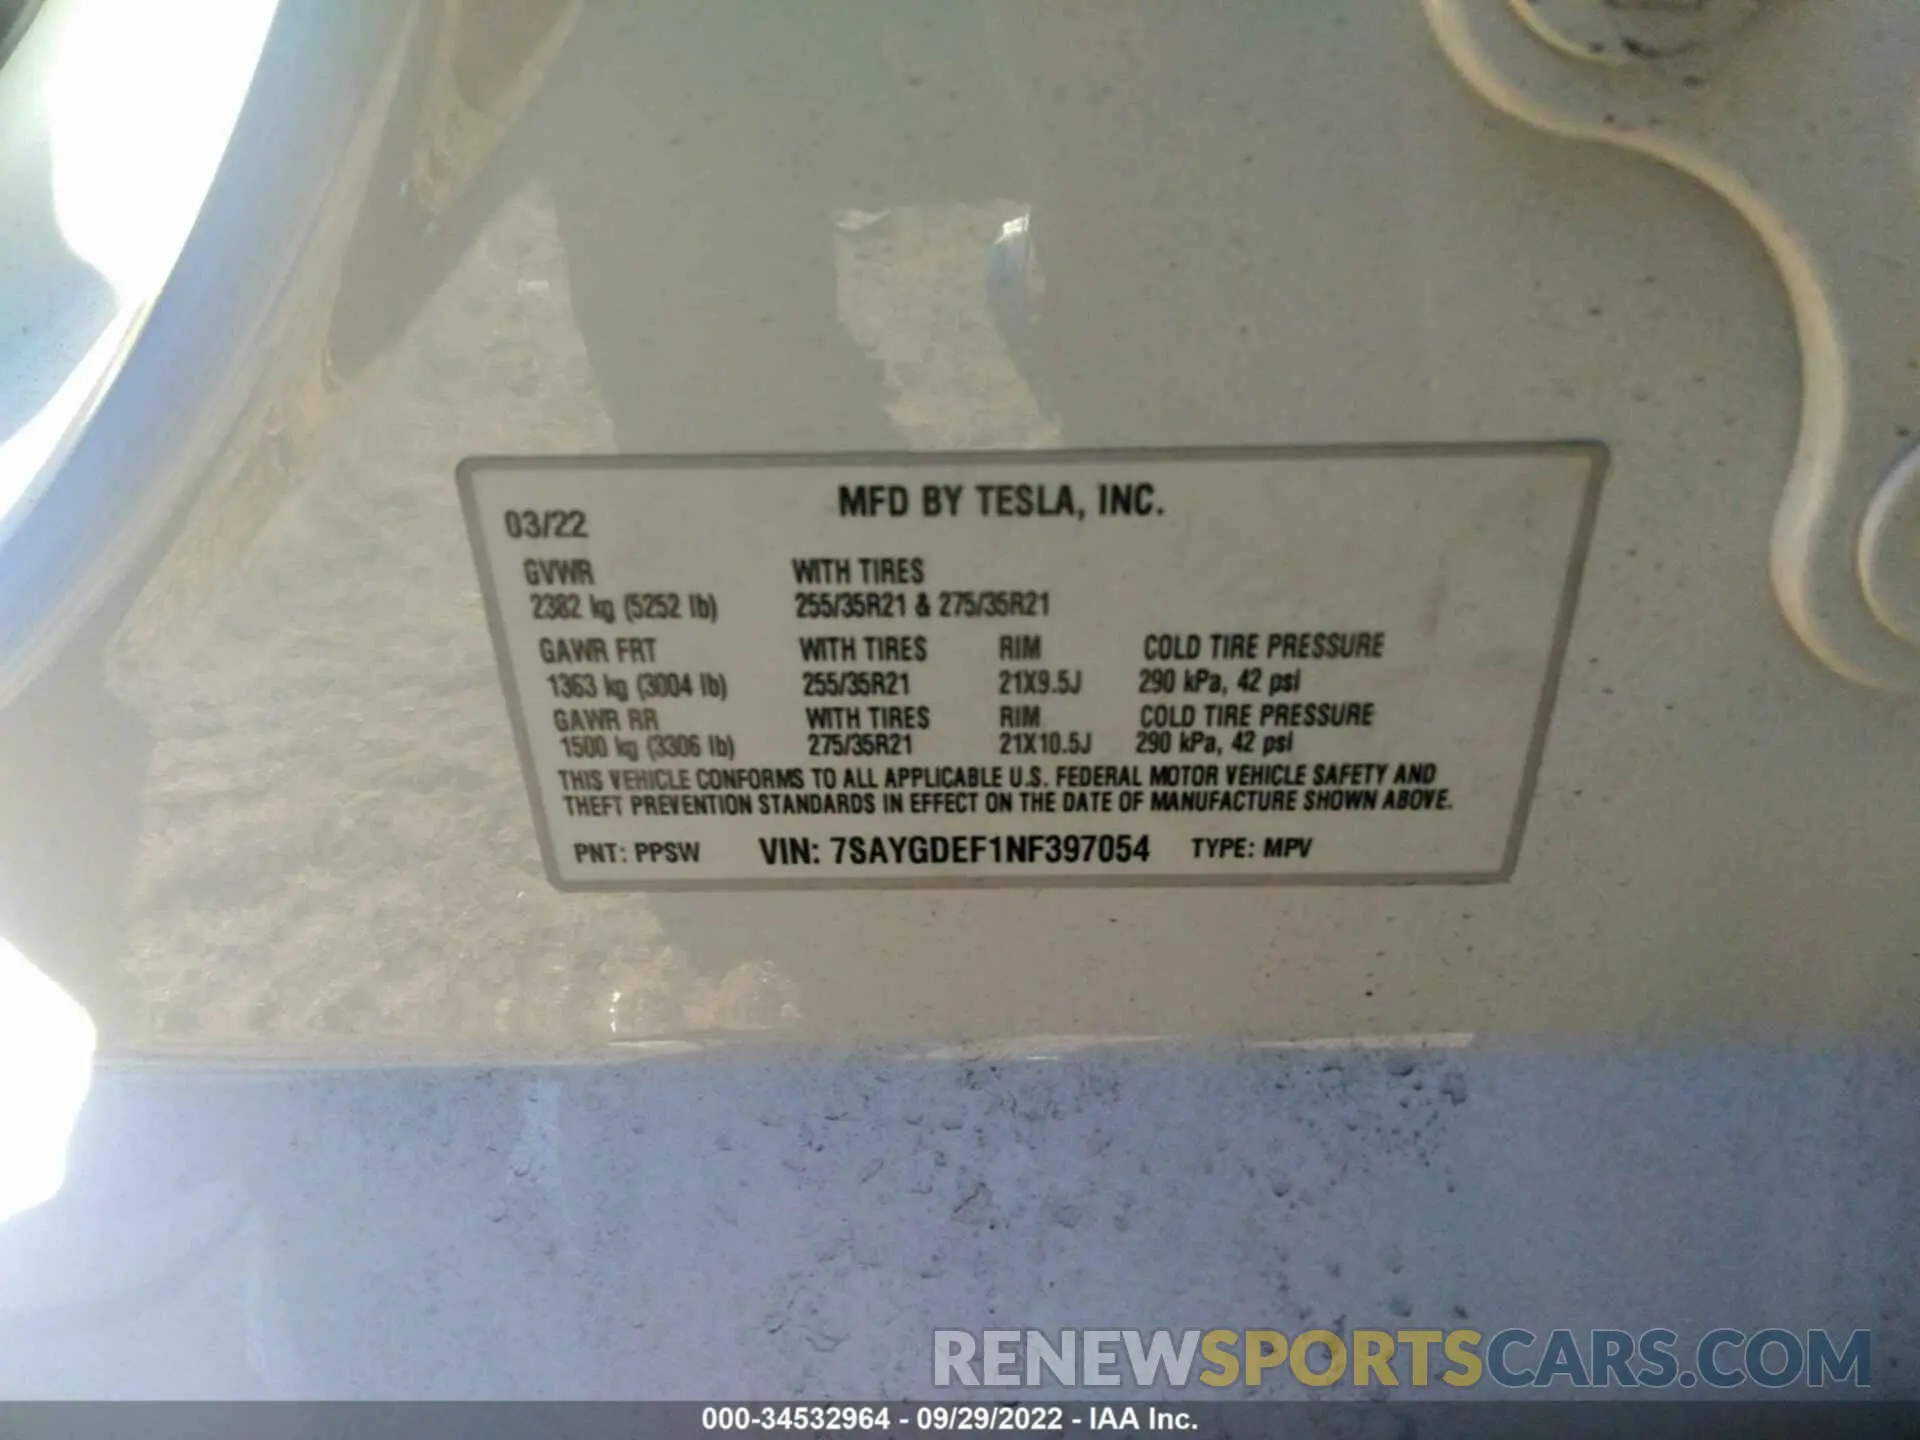 MFD BY TESLA, INC.
03/22
GVWR WITH TIRES
2382 kg (5252 lb) 255/35R21 & 275/35R21
GAWR FRT WITH TIRES RIM COLD TIRE PRESSURE
1363 kg (3004 lb) 255/35R21 21X9.5J 290 kPa, 42 psi
GAWR RR WITH TIRES RIM COLD TIRE PRESSURE
1500 kg (3306 lb) 275/35R21 21X10.5J 290 kPa, 42 psi
THIS VEHICLE CONFORMS TO ALL APPLICABLE U.S. FEDERAL MOTOR VEHICLE SAFETY AND
THEFT PREVENTION STANDARDS IN EFFECT ON THE DATE OF MANUFACTURE SHOWN ABOVE.
PNT: PPSW VIN: 7SAYGDEF1NF397054 TYPE: MPV
RENEWSPORTSCARS.COM
000-34532964 - 09/29/2022 - IAA Inc.